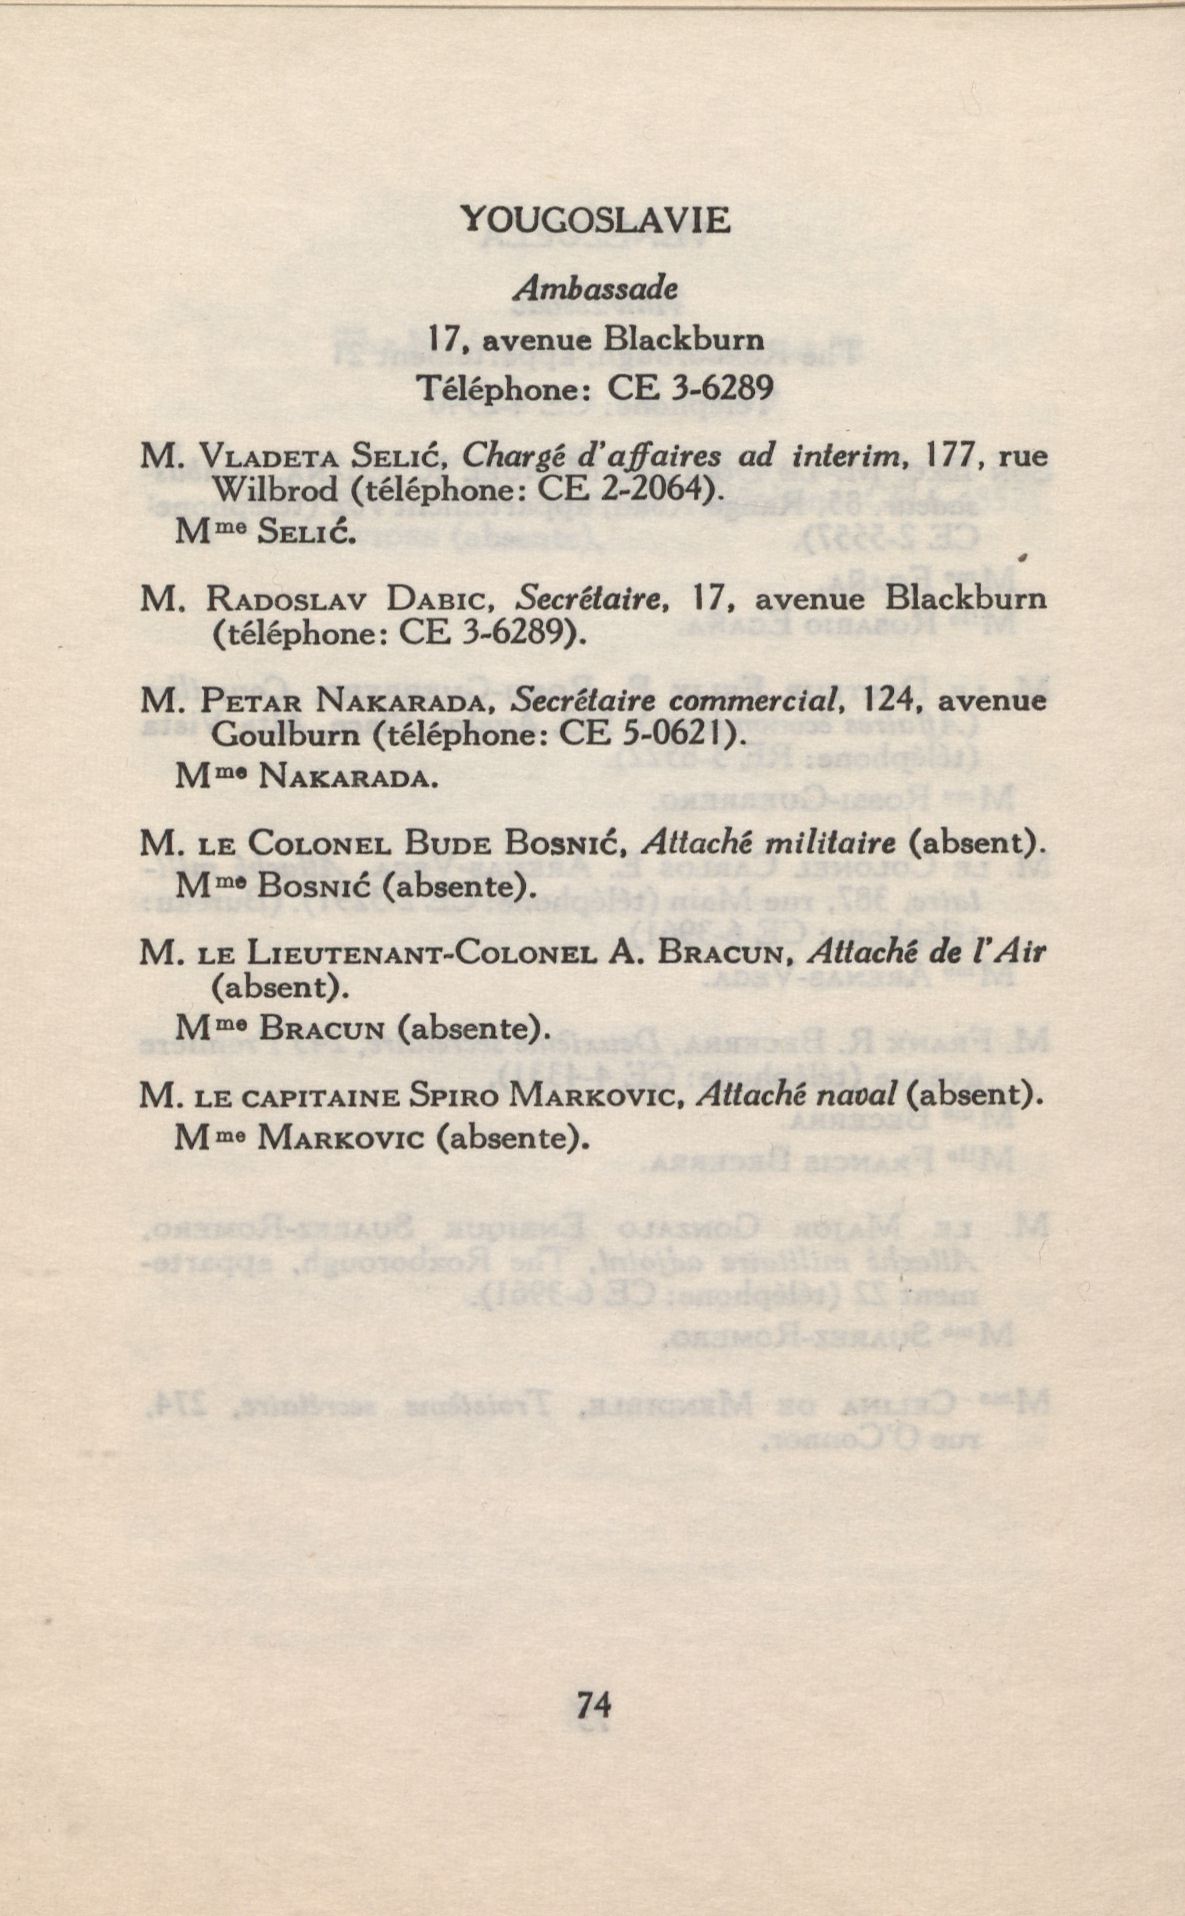 YOUGOSLAVIE
Ambassade
17, avenue Blackburn
Téléphone: CE 3-6289
M. Vladeta Selić, Chargé d'affaires ad interim, 177, rue
Wilbrod (téléphone: CE 2-2064).
Mme Selić.
M. Radoslav Dabic, Secrétaire, 17, avenue Blackburn
(téléphone: CE 3-6289).
M. Petar Nakarada, Secrétaire commercial, 124, avenue
Goulburn (téléphone: CE 5-0621).
Mme Nakarada.
M. le Colonel Bude Bosnić, Attaché militaire (absent).
Mme Bosnić (absente).
M. le Lieutenant-Colonel A. Bracun, Attaché de l'Air
(absent).
Mme Bracun (absente).
M. le capitaine Spiro Markovic, Attaché naval (absent).
Mme Markovic (absente).
74